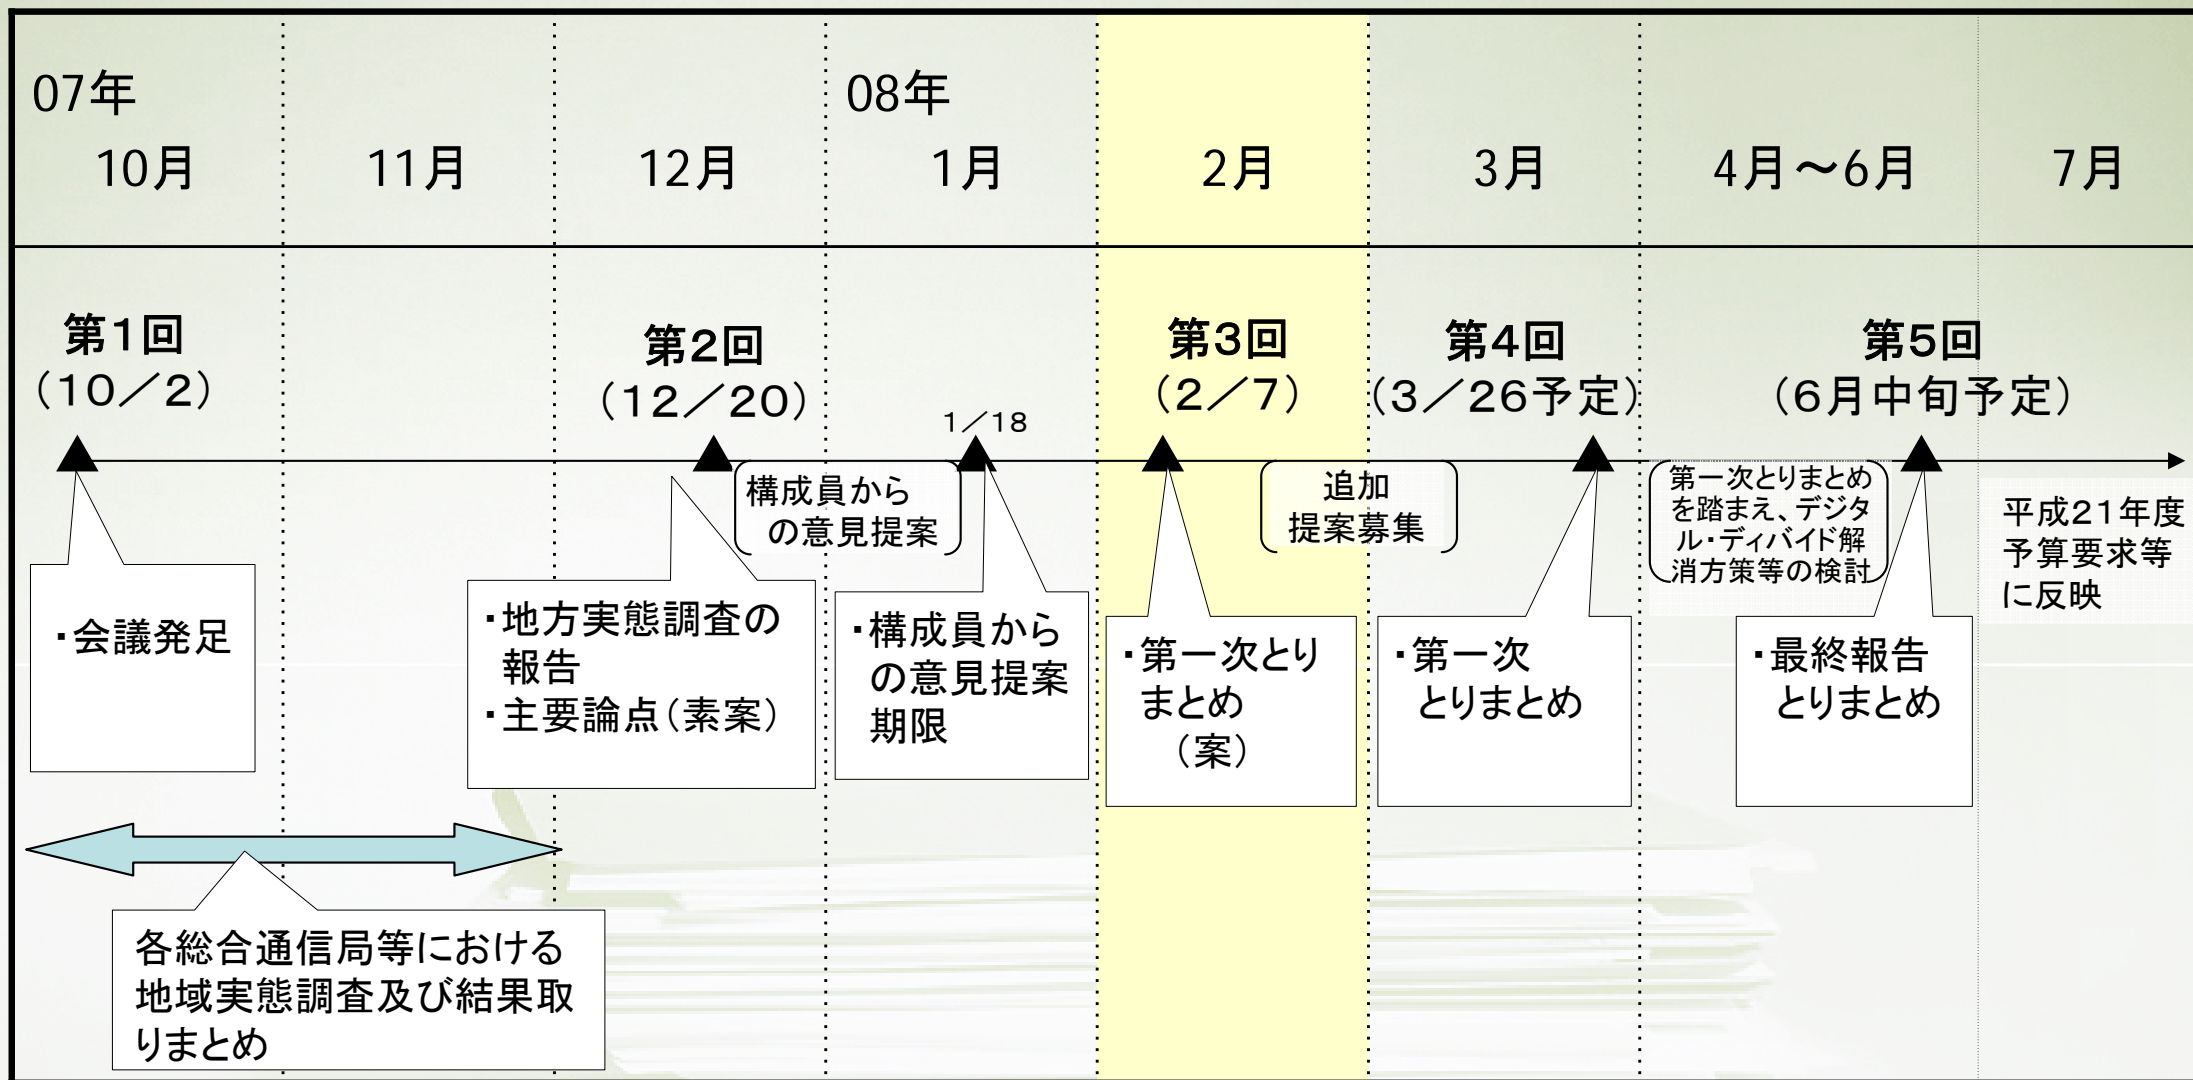 07年
08年
10月
11月
12月
1月
2月
3月
4月～6月
7月
第1回
（10／2）
第2回
（12／20）
1／18
第3回
（2／7）
第4回
（3／26予定）
第5回
（6月中旬予定）
構成員から
の意見提案
追加
提案募集
第一次とりまとめ
を踏まえ、デジタ
ル・ディバイド解
消方策等の検討
平成21年度
予算要求等
に反映
・会議発足
・地方実態調査の
報告
・主要論点（素案）
・構成員から
の意見提案
期限
・第一次とり
まとめ
（案）
・第一次
とりまとめ
・最終報告
とりまとめ
各総合通信局等における
地域実態調査及び結果取
りまとめ